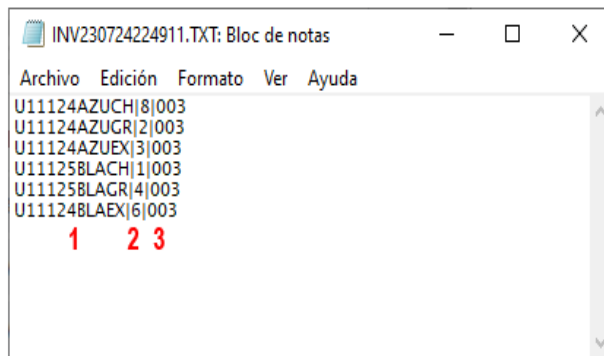 INV230724224911.TXT: Bloc de notas
Archivo Edición Formato Ver Ayuda
U11124AZUCH|8|003
U11124AZUGR|2|003
U11124AZUEX|3|003
U11125BLACH|1|003
U11125BLAGR|4|003
U11124BLAEX|6|003
1 2 3